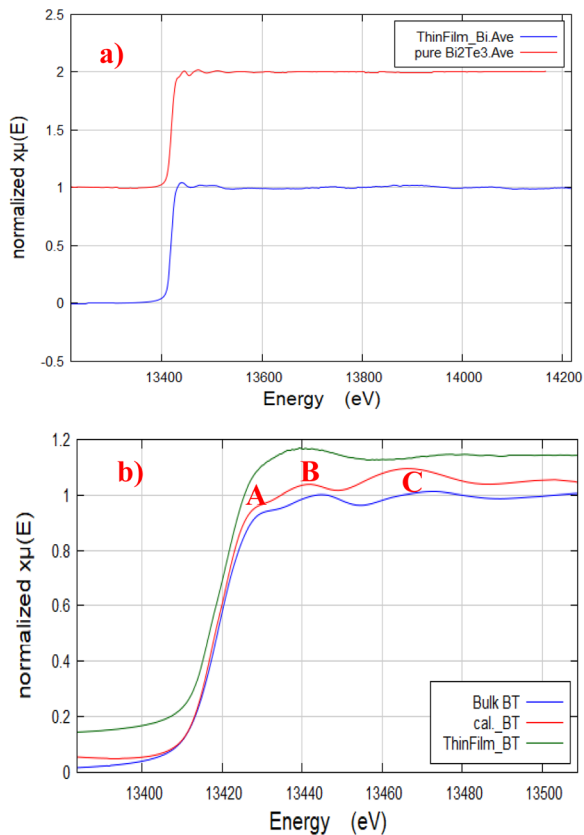 2.5
a)
ThinFilm_Bi.Ave
pure Bi2Te3.Ave
2
1.5
1
0.5
0
-0.5
normalized xμ(E)
13400 13600 13800 14000 14200
Energy (eV)
1.2
b)
A B C
1
0.8
0.6
0.4
0.2
0
normalized xμ(E)
Bulk BT
cal._BT
ThinFilm_BT
13400 13420 13440 13460 13480 13500
Energy (eV)